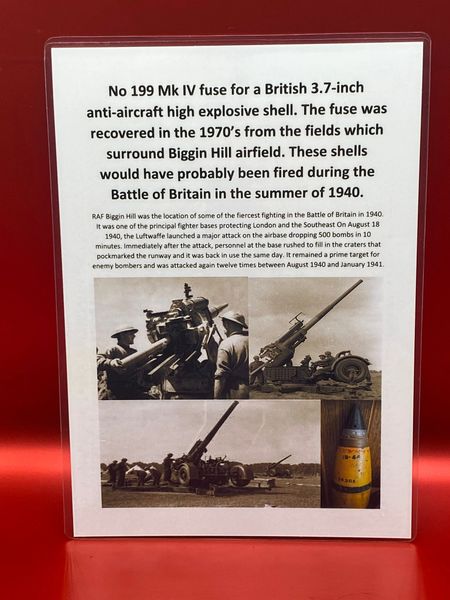 No 199 Mk IV fuse for a British 3.7-inch
anti-aircraft high explosive shell. The fuse was
recovered in the 1970's from the fields which
surround Biggin Hill airfield. These shells
would have probably been fired during the
Battle of Britain in the summer of 1940.
RAF Biggin Hill was the location of some of the fiercest fighting in the Battle of Britain in 1940.
It was one of the principal fighter bases protecting London and the Southeast On August 18
1940, the Luftwaffe launched a major attack on the airbase dropping 500 bombs in 10
minutes. Immediately after the attack, personnel at the base rushed to fill in the craters that
pockmarked the runway and it was back in use the same day. It remained a prime target for
enemy bombers and was attacked again twelve times between August 1940 and January 1941.